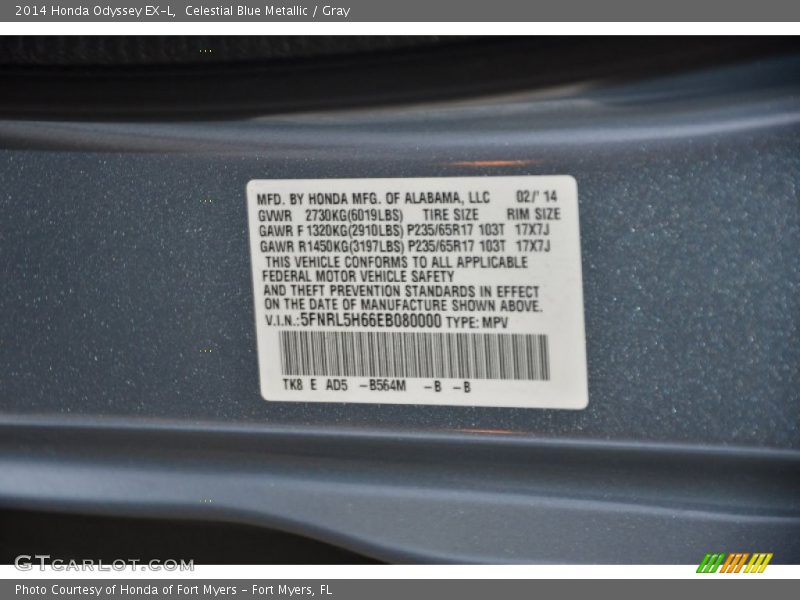 2014 Honda Odyssey EX-L,  Celestial Blue Metallic / Gray
MFD. BY HONDA MFG. OF ALABAMA, LLC 02/'14
GVWR 2730KG(6019LBS) TIRE SIZE RIM SIZE
GAWR F 1320KG(2910LBS) P235/65R17 103T 17X7J
GAWR R1450KG(3197LBS) P235/65R17 103T 17X7J
THIS VEHICLE CONFORMS TO ALL APPLICABLE
FEDERAL MOTOR VEHICLE SAFETY
AND THEFT PREVENTION STANDARDS IN EFFECT
ON THE DATE OF MANUFACTURE SHOWN ABOVE.
V.I.N.:5FNRL5H66EB080000 TYPE: MPV
TK8 E AD5 -B564M -B -B
GTcarlot.com
Photo Courtesy of Honda of Fort Myers - Fort Myers, FL